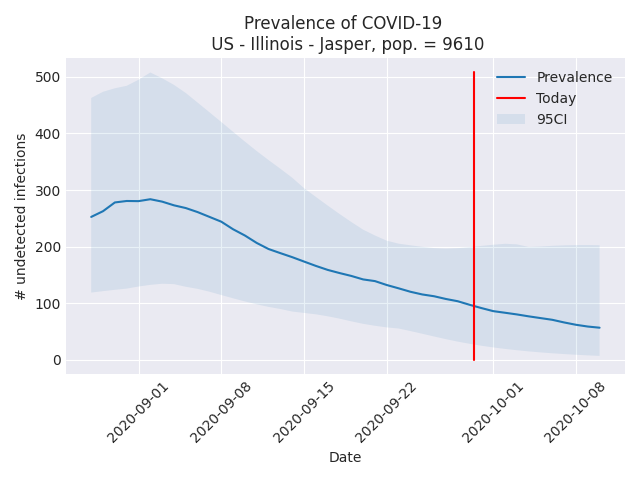 Prevalence of COVID-19
US - Illinois - Jasper, pop. = 9610
Prevalence
Today
95CI
# undetected infections
500
400
300
200
100
0
2020-09-01
2020-09-08
2020-09-15
2020-09-22
2020-10-01
2020-10-08
Date